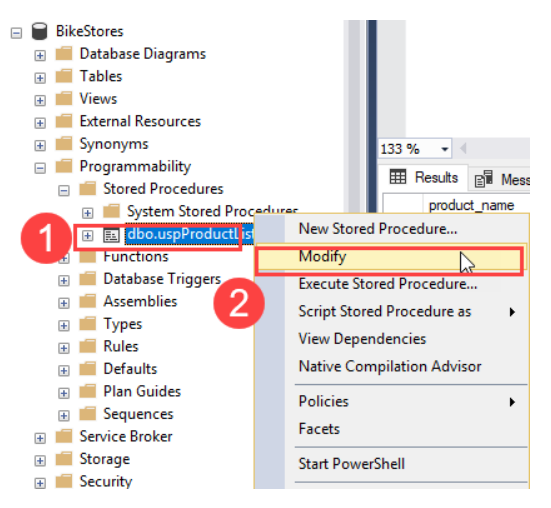 BikeStores
Database Diagrams
Tables
Views
External Resources
Synonyms
Programmability
Stored Procedures
System Stored Procedures
1
dbo.uspProductList
Functions
Database Triggers
Assemblies
Types
Rules
Defaults
Plan Guides
Sequences
Service Broker
Storage
Security
133 %
Results
Mess
product_name
2
New Stored Procedure...
Modify
Execute Stored Procedure...
Script Stored Procedure as
View Dependencies
Native Compilation Advisor
Policies
Facets
Start PowerShell